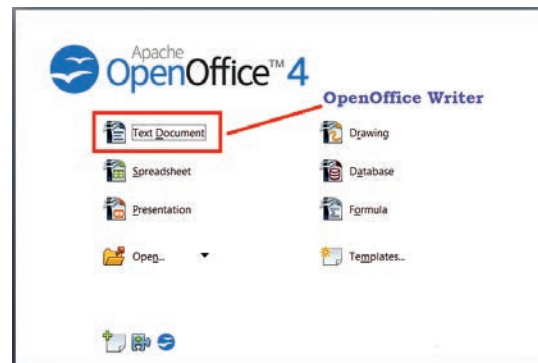 Apache
OpenOffice™ 4
OpenOffice Writer
Text Document
Drawing
Spreadsheet
Database
Presentation
Formula
Open...
Templates...